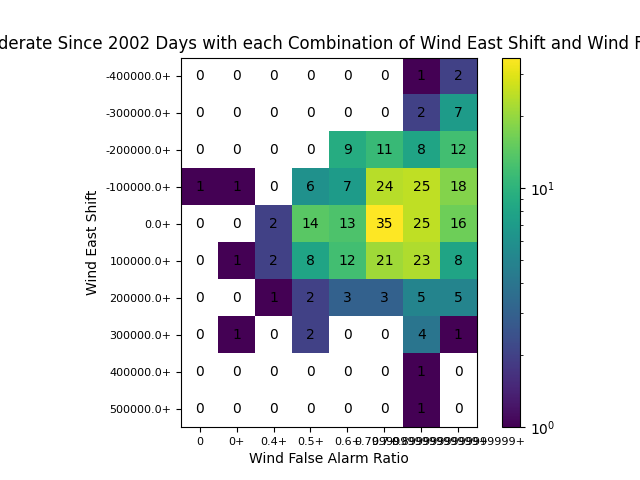 derate Since 2002 Days with each Combination of Wind East Shift and Wind F
-400000.0+ 0 0 0 0 0 0 1 2
-300000.0+ 0 0 0 0 0 0 2 7
-200000.0+ 0 0 0 0 9 11 8 12
-100000.0+ 1 1 0 6 7 24 25 18
0.0+ 0 0 2 14 13 35 25 16
100000.0+ 0 1 2 8 12 21 23 8
200000.0+ 0 0 1 2 3 3 5 5
300000.0+ 0 1 0 2 0 0 4 1
400000.0+ 0 0 0 0 0 0 1 0
500000.0+ 0 0 0 0 0 0 1 0
0 0+ 0.4+ 0.5+ 0.6+
Wind False Alarm Ratio
Wind East Shift
10^1
10^0